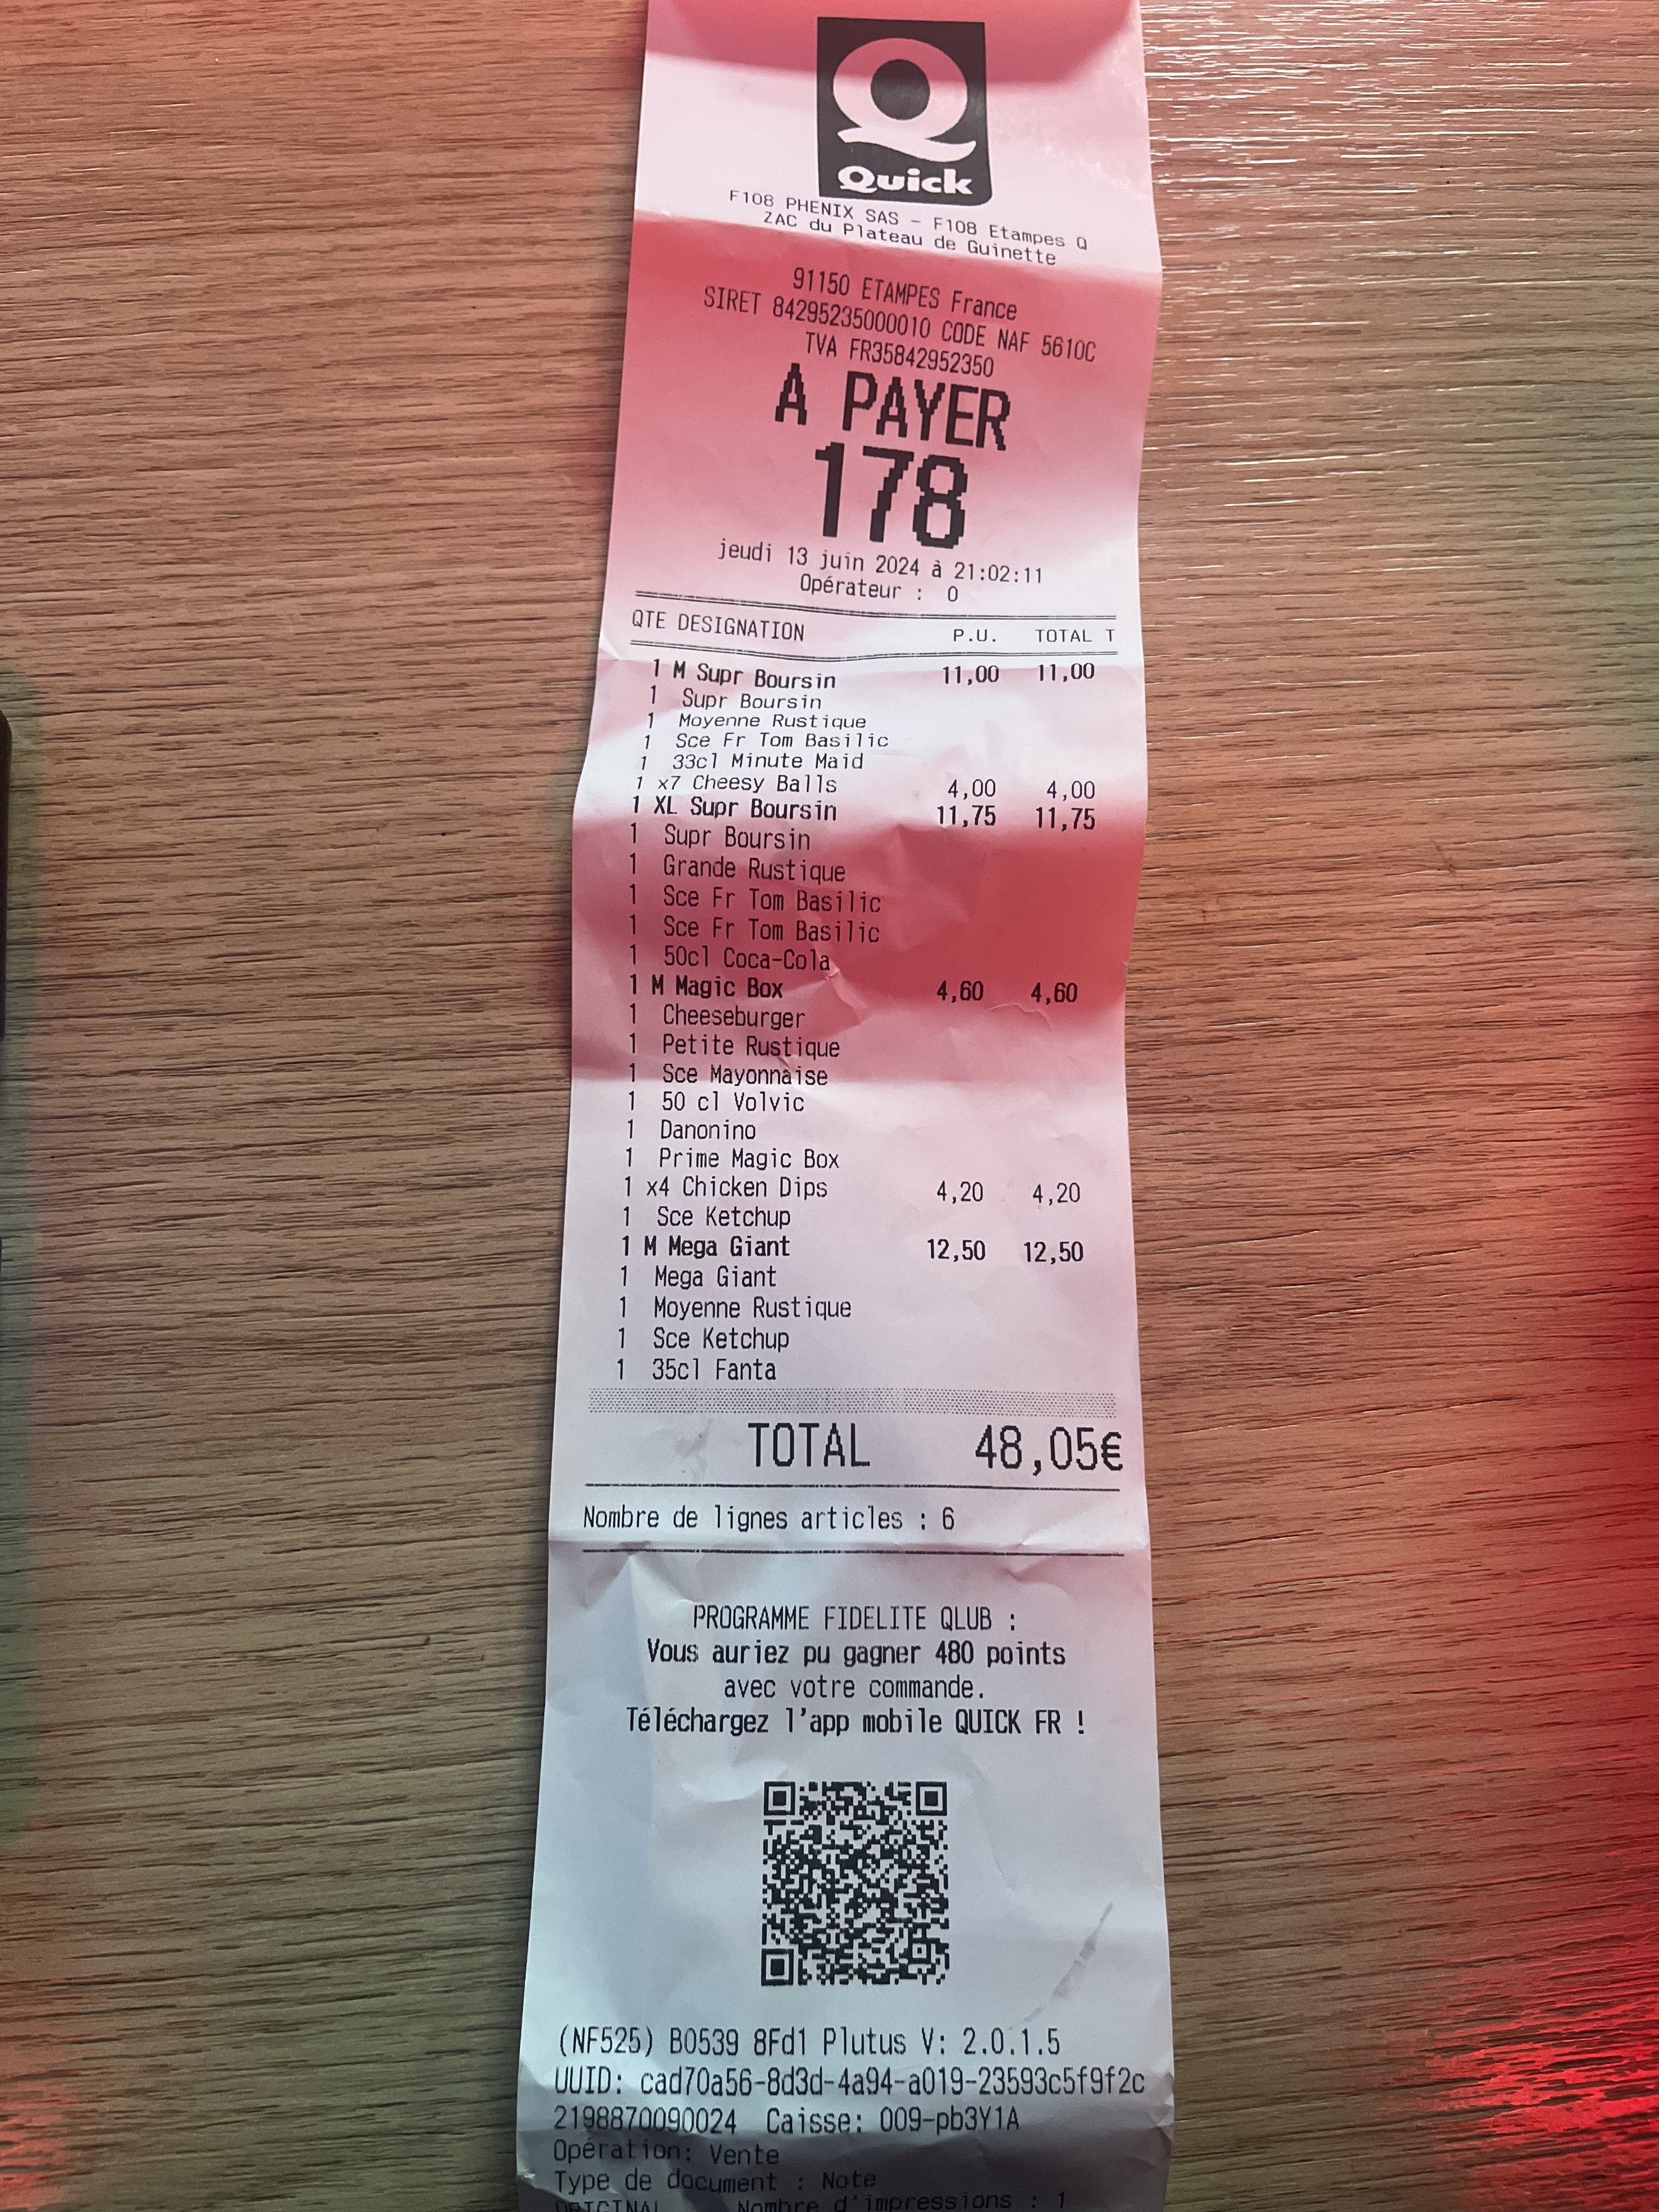 Quick
F108 PHENIX SAS - F108 Etampes Q
ZAC du Plateau de Guinette
91150 ETAMPES France
SIRET 84295235000010 CODE NAF 5610C
TVA FR35842952350
A PAYER
178
jeudi 13 juin 2024 à 21:02:11
Opérateur : 0
QTE DESIGNATION P.U. TOTAL T
1 M Supr Boursin 11,00 11,00
1 Supr Boursin
1 Moyenne Rustique
1 Sce Fr Tom Basilic
1 33cl Minute Maid
1 x7 Cheesy Balls 4,00 4,00
1 XL Supr Boursin 11,75 11,75
1 Supr Boursin
1 Grande Rustique
1 Sce Fr Tom Basilic
1 Sce Fr Tom Basilic
1 50cl Coca-Cola
1 M Magic Box 4,60 4,60
1 Cheeseburger
1 Petite Rustique
1 Sce Mayonnaise
1 50 cl Volvic
1 Danonino
1 Prime Magic Box
1 x4 Chicken Dips 4,20 4,20
1 Sce Ketchup
1 M Mega Giant 12,50 12,50
1 Mega Giant
1 Moyenne Rustique
1 Sce Ketchup
1 35cl Fanta
TOTAL 48,05€
Nombre de lignes articles : 6
PROGRAMME FIDELITE QLUB :
Vous auriez pu gagner 480 points
avec votre commande.
Téléchargez l'app mobile QUICK FR !
(NF525) B0539 8Fd1 Plutus V: 2.0.1.5
UUID: cad70a56-8d3d-4a94-a019-23593c5f9f2c
2198870090024 Caisse: 009-pb3Y1A
Opération: Vente
Type de document : Note
ORIGINAL Nombre d'impressions : 1